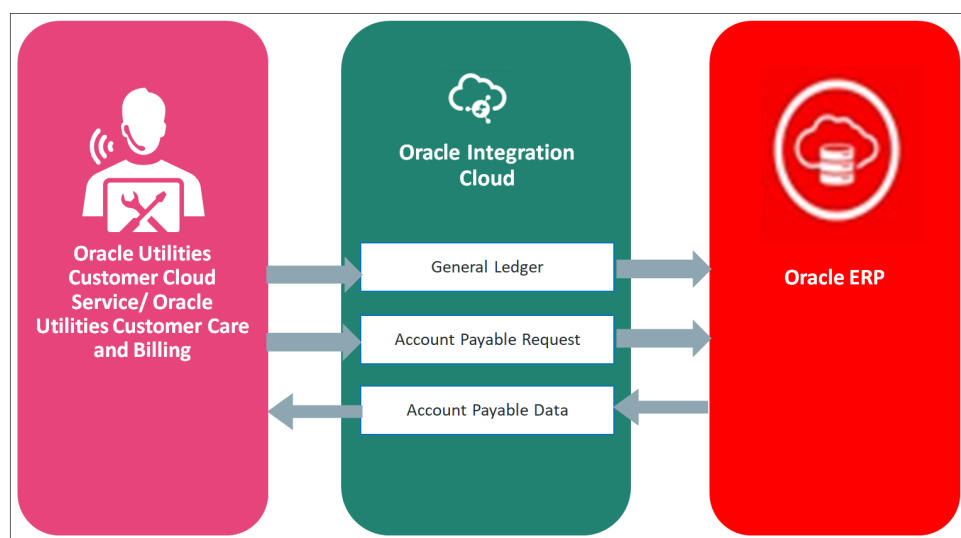 Oracle Utilities
Customer Cloud
Service/ Oracle
Utilities Customer Care
and Billing
Oracle Integration
Cloud
General Ledger
Account Payable Request
Account Payable Data
Oracle ERP